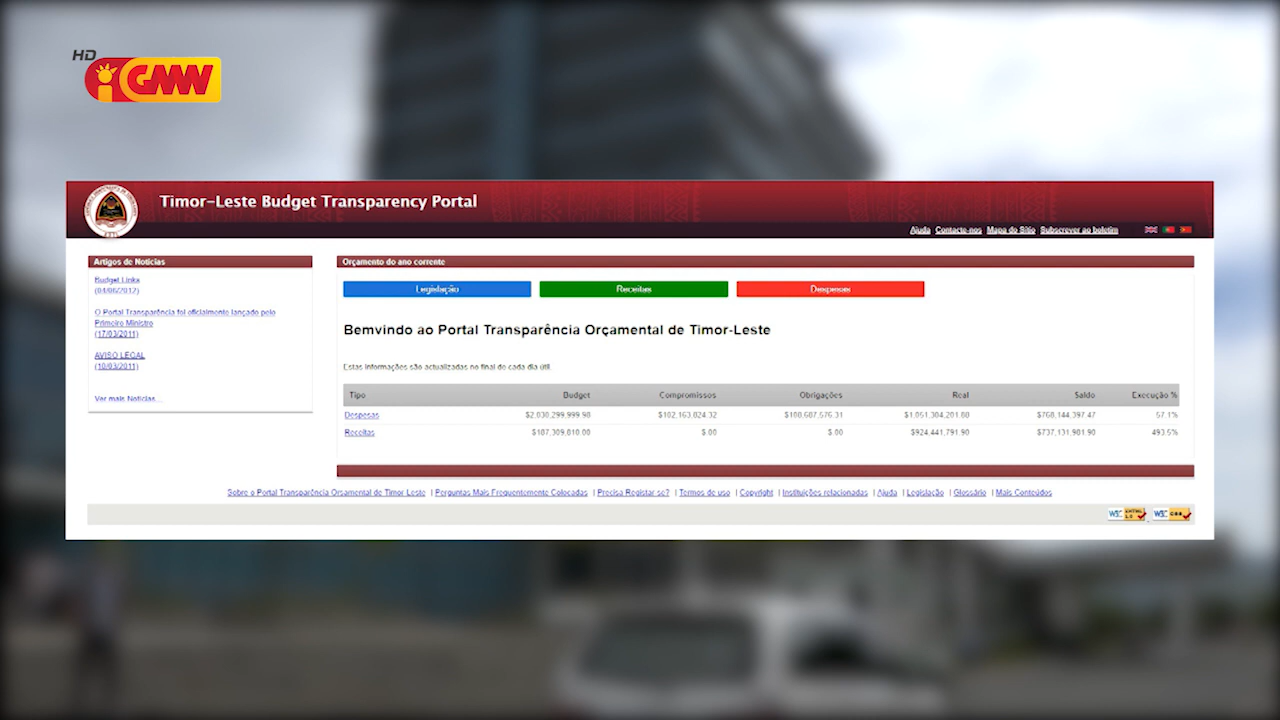 HD
GMN
Timor-Leste Budget Transparency Portal
Ajuda Contacte-nos Mapa do Sítio Subscrever ao boletim
Artigos de Notícias
Budget Links
(04/06/2012)
O Portal Transparência foi oficialmente lançado pelo
Primeiro Ministro
(17/03/2011)
AVISO LEGAL
(10/03/2011)
Ver mais Notícias...
Orçamento do ano corrente
Legislação Receitas Despesas
Bemvindo ao Portal Transparência Orçamental de Timor-Leste
Estas informações são actualizadas no final de cada dia útil
Tipo Budget Compromissos Obrigações Real Saldo Execução %
Despesas $2,030,299,999.98 $102,163,824.32 $108,687,576.31 $1,051,304,201.88 $768,144,397.47 57.1%
Receitas $187,309,810.00 $.00 $.00 $924,441,791.90 $737,131,981.90 493.5%
Sobre o Portal Transparência Orsamental de Timor Leste | Perguntas Mais Frequentemente Colocadas | Precisa Registar se? | Termos de uso | Copyright | Instituições relacionadas | Ajuda | Legislação | Glossário | Mais Conteúdos
W3C W3C